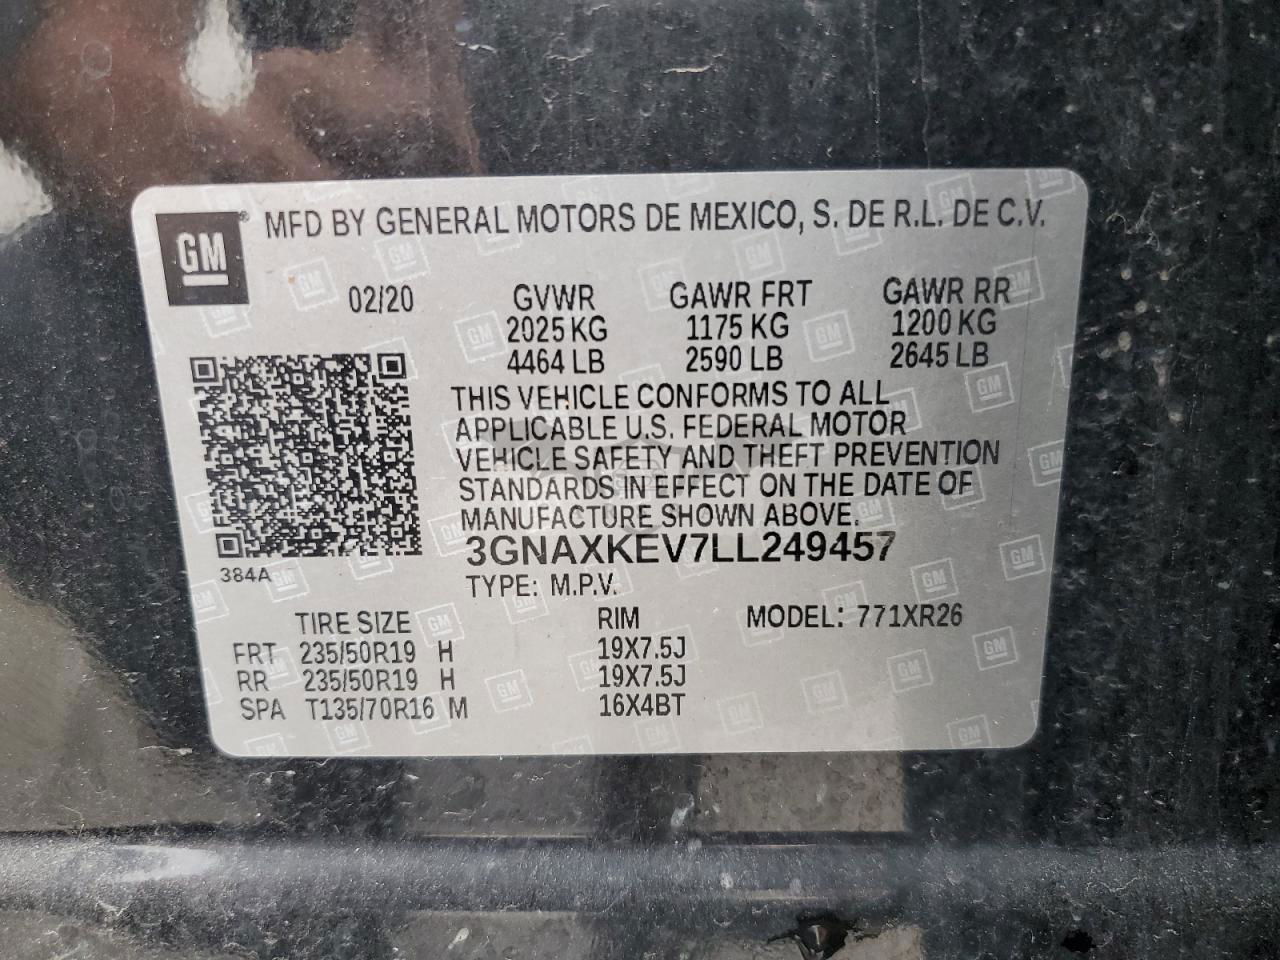 GM ® MFD BY GENERAL MOTORS DE MEXICO, S. DE R.L. DE C.V.
02/20 GVWR GAWR FRT GAWR RR
2025 KG 1175 KG 1200 KG
4464 LB 2590 LB 2645 LB
THIS VEHICLE CONFORMS TO ALL
APPLICABLE U.S. FEDERAL MOTOR
VEHICLE SAFETY AND THEFT PREVENTION
STANDARDS IN EFFECT ON THE DATE OF
MANUFACTURE SHOWN ABOVE.
3GNAXKEV7LL249457
384A TYPE: M.P.V.
TIRE SIZE RIM MODEL: 771XR26
FRT 235/50R19 H 19X7.5J
RR 235/50R19 H 19X7.5J
SPA T135/70R16 M 16X4BT